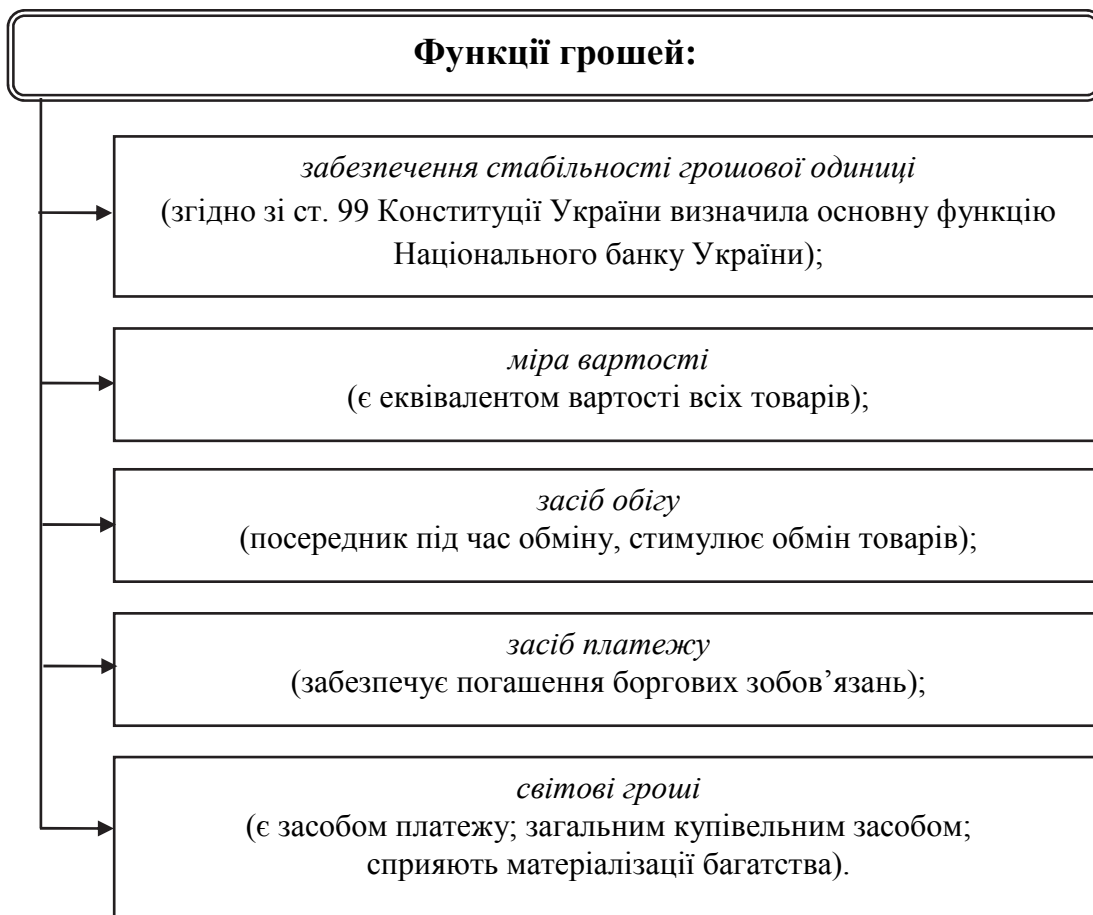 Функції грошей:
забезпечення стабільності грошової одиниці
(згідно зі ст. 99 Конституції України визначила основну функцію
Національного банку України);
міра вартості
(є еквівалентом вартості всіх товарів);
засіб обігу
(посередник під час обміну, стимулює обмін товарів);
засіб платежу
(забезпечує погашення боргових зобов’язань);
світові гроші
(є засобом платежу; загальним купівельним засобом;
сприяють матеріалізації багатства).